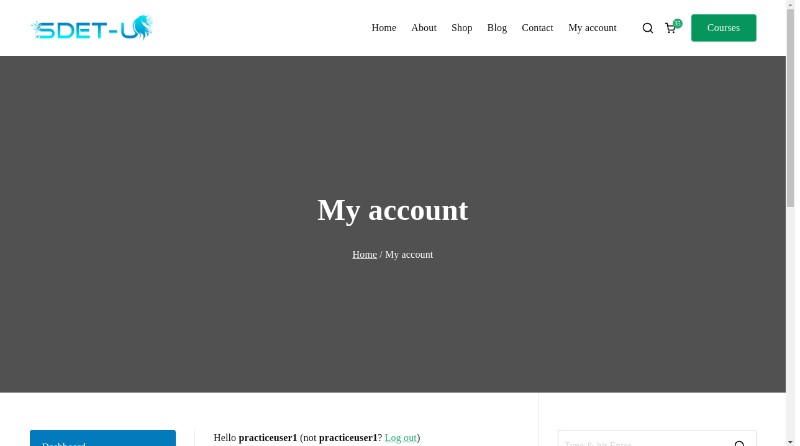 SDET-U
Home About Shop Blog Contact My account Courses
My account
Home / My account
Dashboard
Hello practiceuser1 (not practiceuser1? Log out)
Type & hit Enter